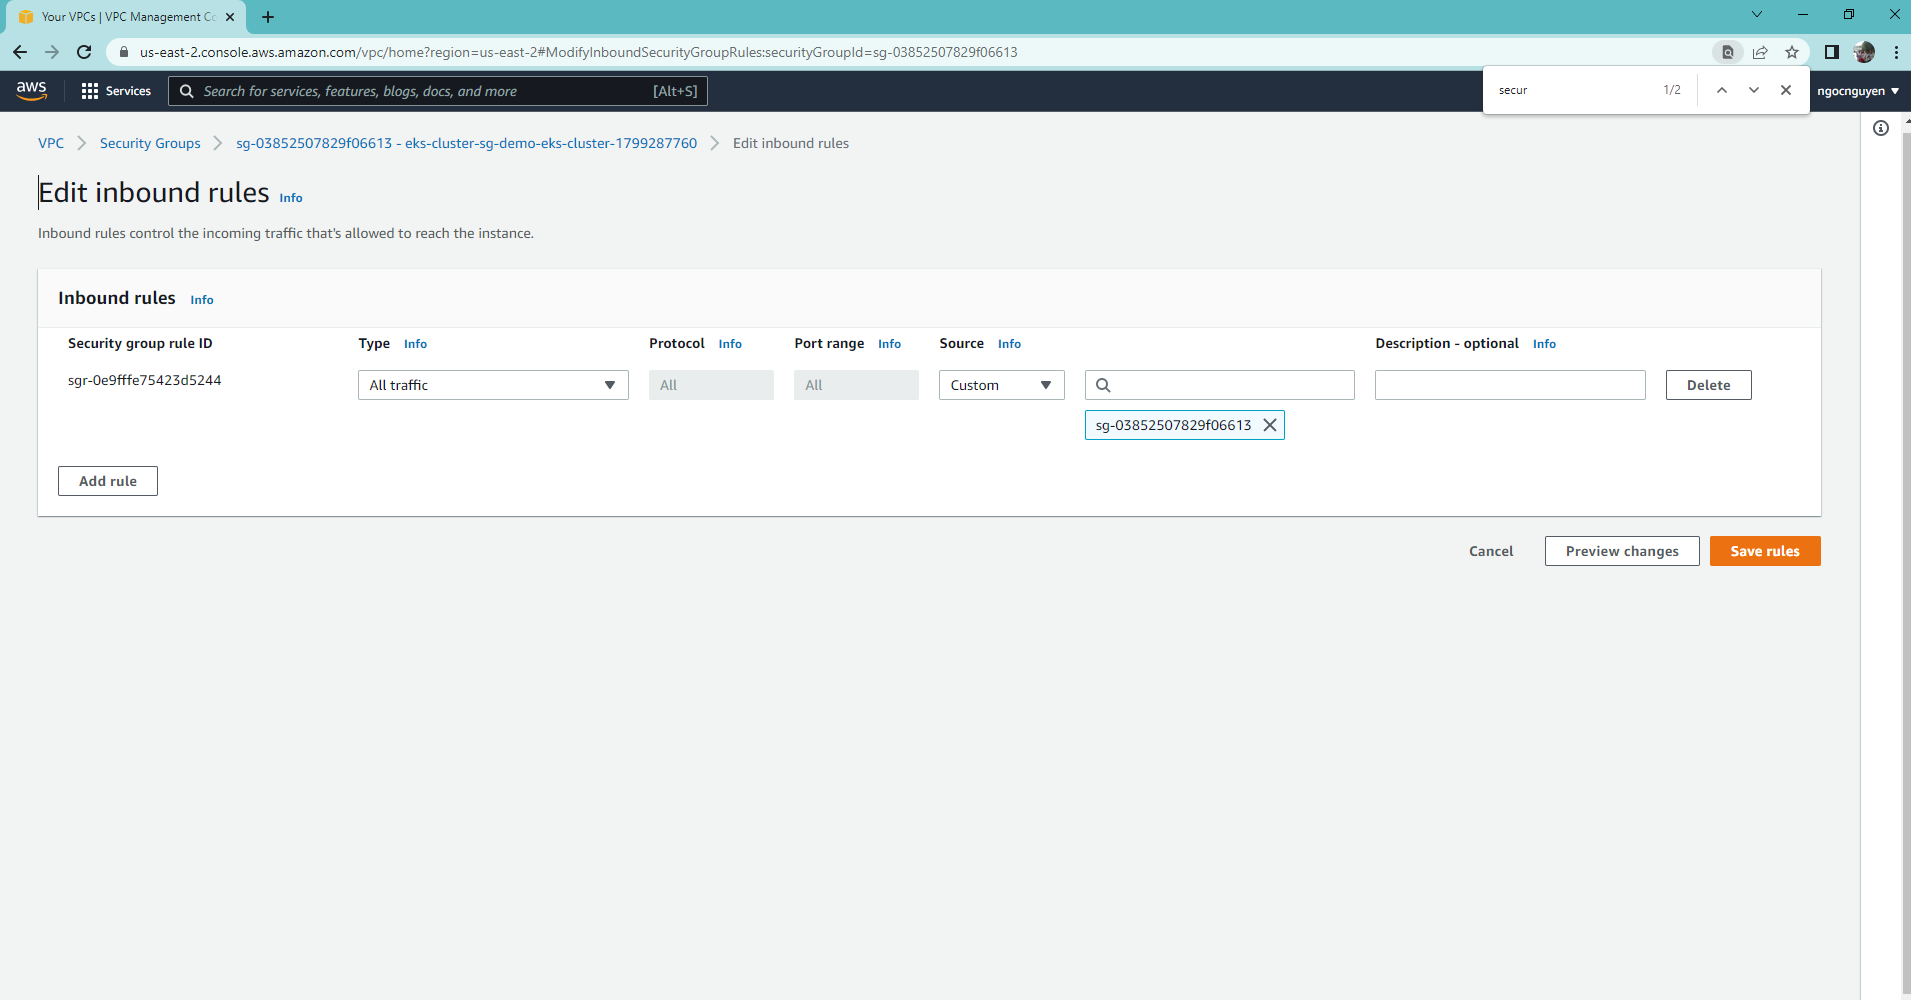 Your VPCs | VPC Management Co
us-east-2.console.aws.amazon.com/vpc/home?region=us-east-2#ModifyInboundSecurityGroupRules:securityGroupId=sg-03852507829f06613
aws Services Search for services, features, blogs, docs, and more [Alt+S] ngocnguyen
secur 1/2
VPC Security Groups sg-03852507829f06613 - eks-cluster-sg-demo-eks-cluster-1799287760 Edit inbound rules
Edit inbound rules Info
Inbound rules control the incoming traffic that's allowed to reach the instance.
Inbound rules Info
Security group rule ID Type Info Protocol Info Port range Info Source Info Description - optional Info
sgr-0e9fffe75423d5244 All traffic All All Custom Delete
sg-03852507829f06613
Add rule
Cancel Preview changes Save rules